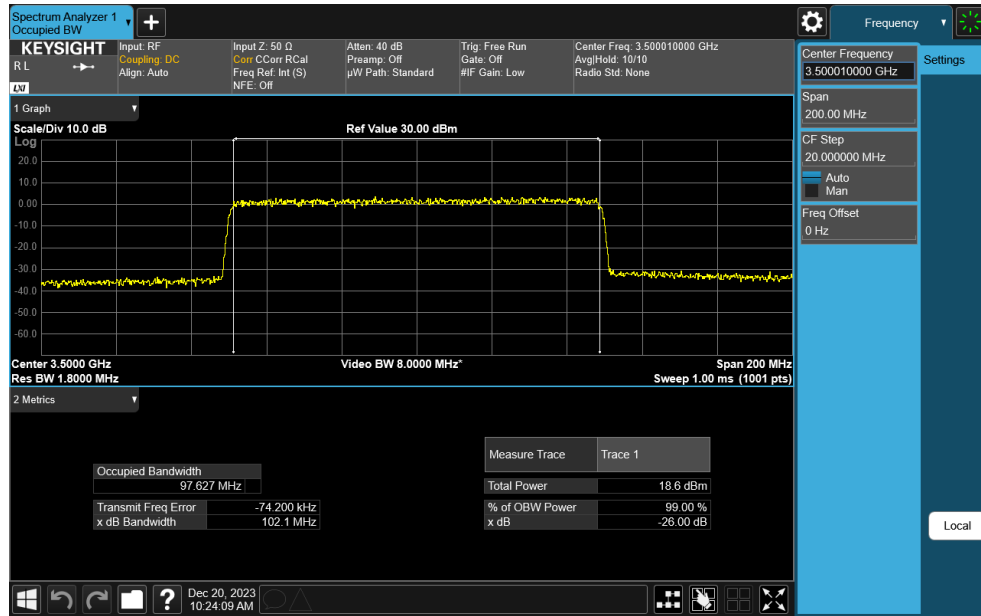 Spectrum Analyzer 1
Occupied BW
Frequency
KEYSIGHT
R L
LXI
Input: RF
Coupling: DC
Align: Auto
Input Z: 50 Ω
Corr CCorr RCal
Freq Ref: Int (S)
NFE: Off
Atten: 40 dB
Preamp: Off
µW Path: Standard
Trig: Free Run
Gate: Off
#IF Gain: Low
Center Freq: 3.500010000 GHz
Avg|Hold: 10/10
Radio Std: None
Center Frequency
3.500010000 GHz
Settings
Span
200.00 MHz
CF Step
20.000000 MHz
Auto
Man
Freq Offset
0 Hz
Local
1 Graph
Scale/Div 10.0 dB
Ref Value 30.00 dBm
Log
20.0
10.0
0.00
-10.0
-20.0
-30.0
-40.0
-50.0
-60.0
Center 3.5000 GHz
Video BW 8.0000 MHz*
Span 200 MHz
Res BW 1.8000 MHz
Sweep 1.00 ms (1001 pts)
2 Metrics
Measure Trace
Trace 1
Occupied Bandwidth
97.627 MHz
Total Power
18.6 dBm
Transmit Freq Error
-74.200 kHz
% of OBW Power
99.00 %
x dB Bandwidth
102.1 MHz
x dB
-26.00 dB
?
Dec 20, 2023
10:24:09 AM